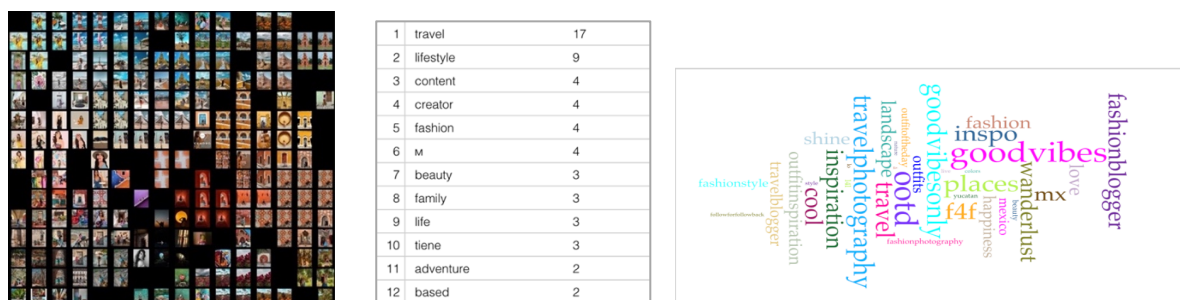 1 travel 17
2 lifestyle 9
3 content 4
4 creator 4
5 fashion 4
6 м 4
7 beauty 3
8 family 3
9 life 3
10 tiene 3
11 adventure 2
12 based 2
fashionstyle
followforfollowback
travelblogger
outfitinspiration
shine
style
cool
inspiration
travelphotography
landscape
travel
outfitoftheday
ootd
outfits
goodvibesonly
fashion
inspo
goodvibes
places
yucatan
f4f
happiness
mexico
beauty
wanderlust
mx
love
fashionblogger
fashionphotography